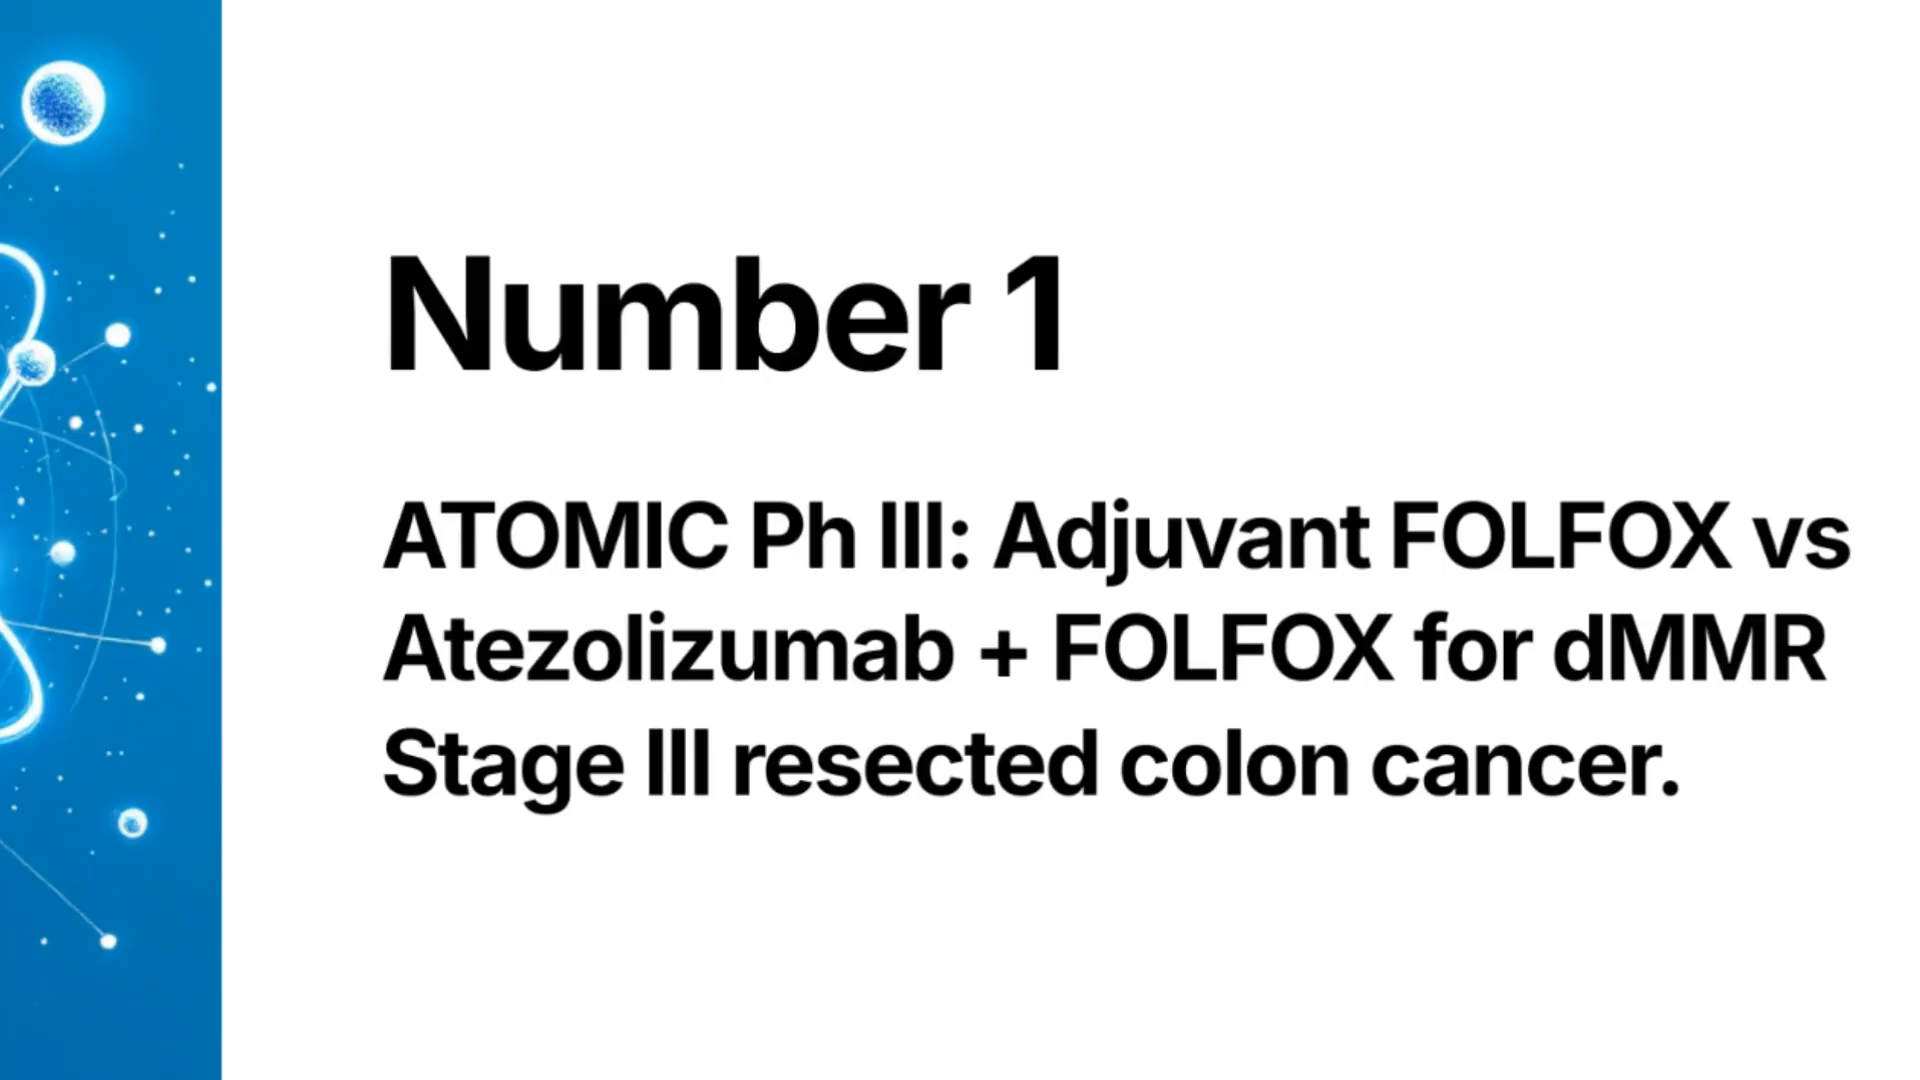 Number 1
ATOMIC Ph III: Adjuvant FOLFOX vs
Atezolizumab + FOLFOX for dMMR
Stage III resected colon cancer.